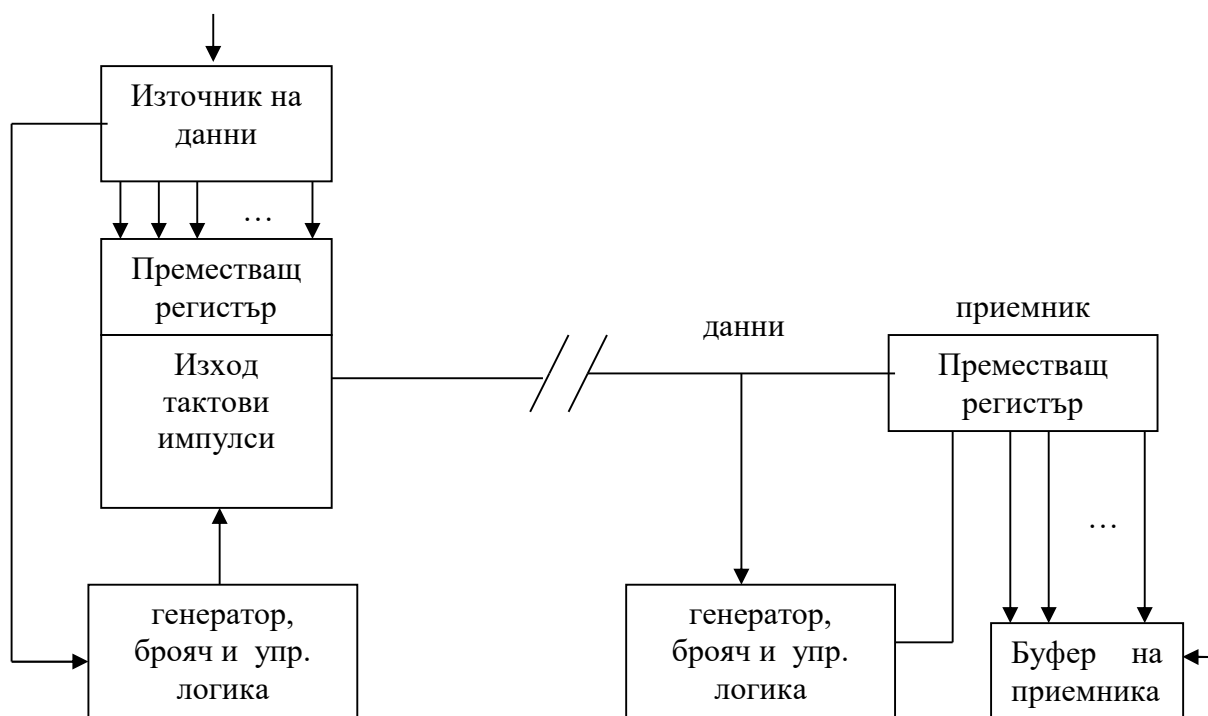 Източник на
данни
…
Преместващ
регистър
Изход
тактови
импулси
генератор,
брояч и упр.
логика
данни
приемник
Преместващ
регистър
…
генератор,
брояч и упр.
логика
Буфер на
приемника